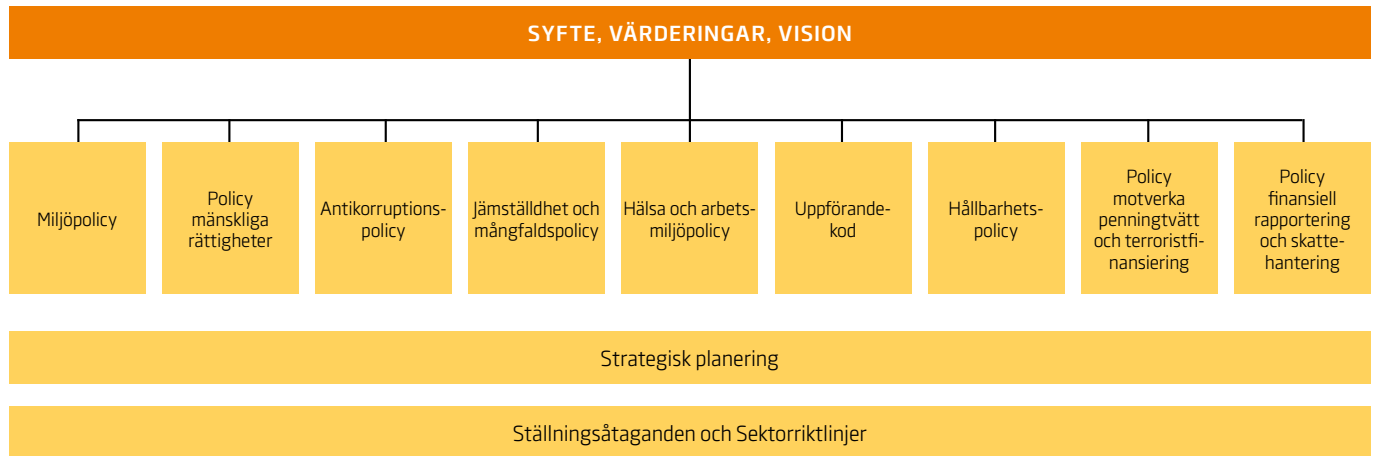 SYFTE, VÄRDERINGAR, VISION
Miljöpolicy
Policy
mänskliga
rättigheter
Antikorruptions-
policy
Jämställdhet och
mångfaldspolicy
Hälsa och arbets-
miljöpolicy
Uppförande-
kod
Hållbarhets-
policy
Policy
motverka
penningtvätt
och terroristfi-
nansiering
Policy
finansiell
rapportering
och skatte-
hantering
Strategisk planering
Ställningsåtaganden och Sektorriktlinjer